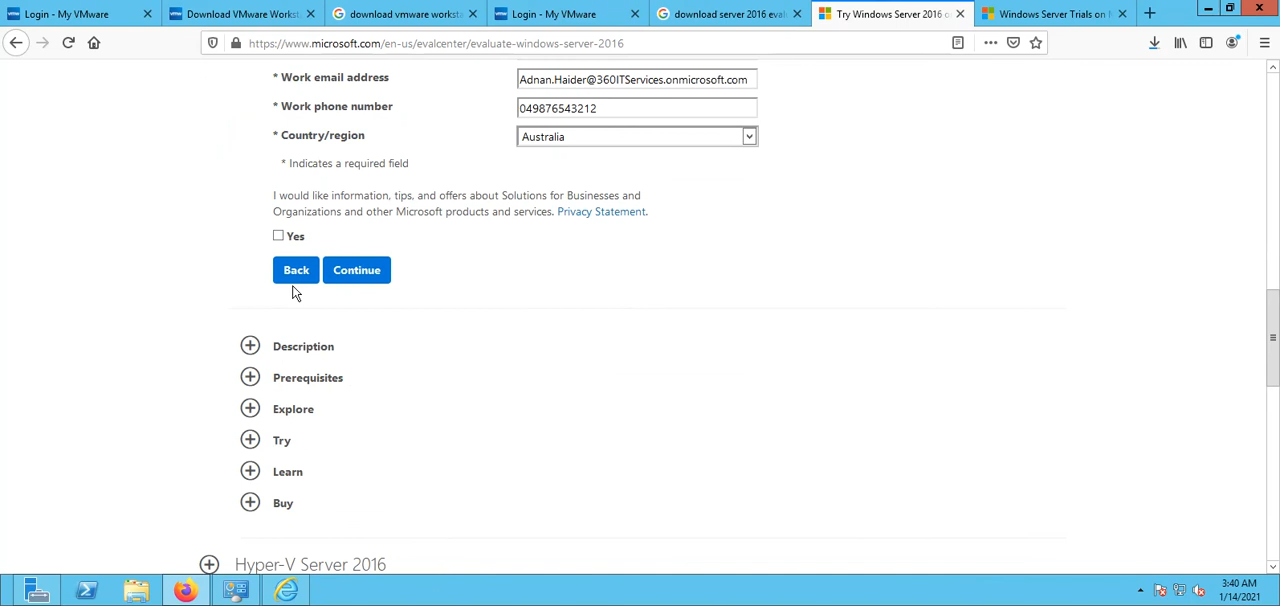 Login - My VMware
Download VMware Workst
download vmware workst
Login - My VMware
download server 2016 eval
Try Windows Server 2016 o
Windows Server Trials on
https://www.microsoft.com/en-us/evalcenter/evaluate-windows-server-2016
* Work email address
Adnan.Haider@360ITServices.onmicrosoft.com
* Work phone number
049876543212
* Country/region
Australia
* Indicates a required field
I would like information, tips, and offers about Solutions for Businesses and
Organizations and other Microsoft products and services. Privacy Statement.
Yes
Back Continue
Description
Prerequisites
Explore
Try
Learn
Buy
Hyper-V Server 2016
3:40 AM
1/14/2021